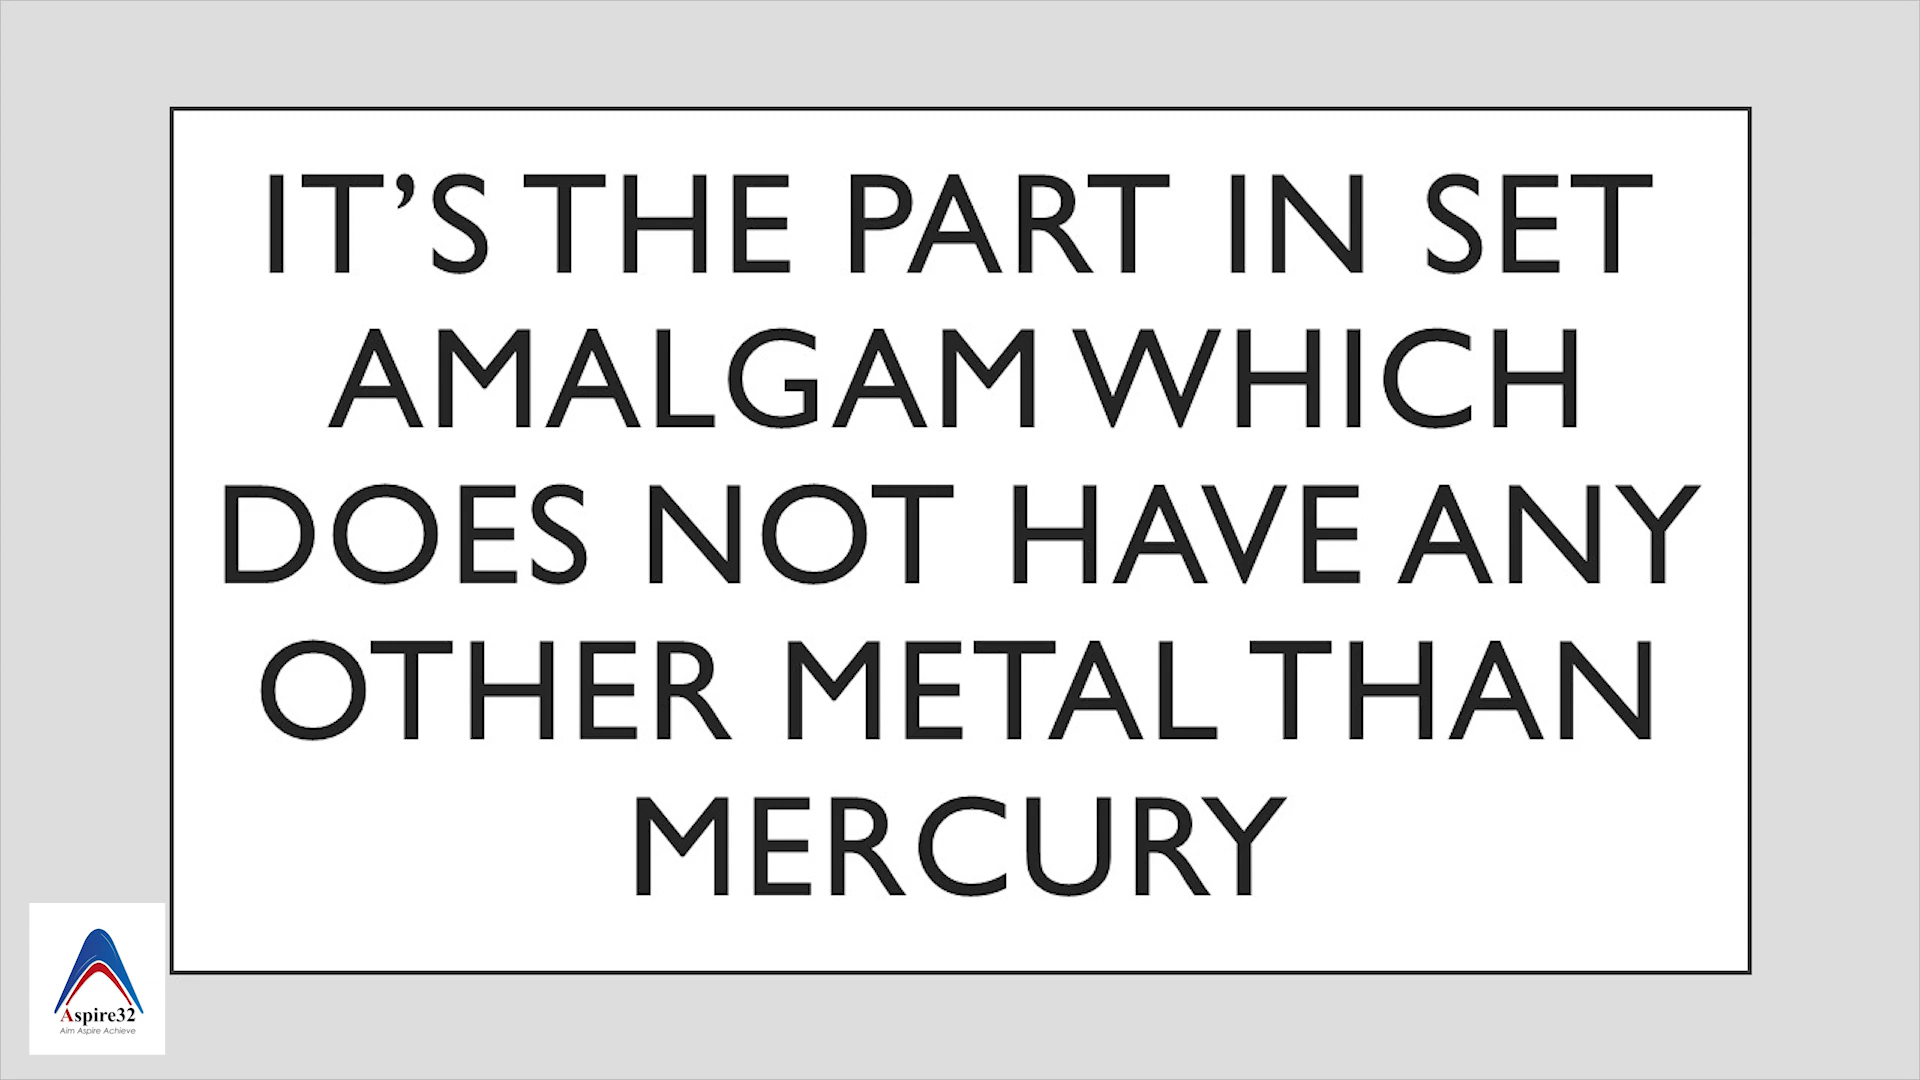 IT’S THE PART IN SET
AMALGAM WHICH
DOES NOT HAVE ANY
OTHER METAL THAN
MERCURY
Aspire32
Aim Aspire Achieve